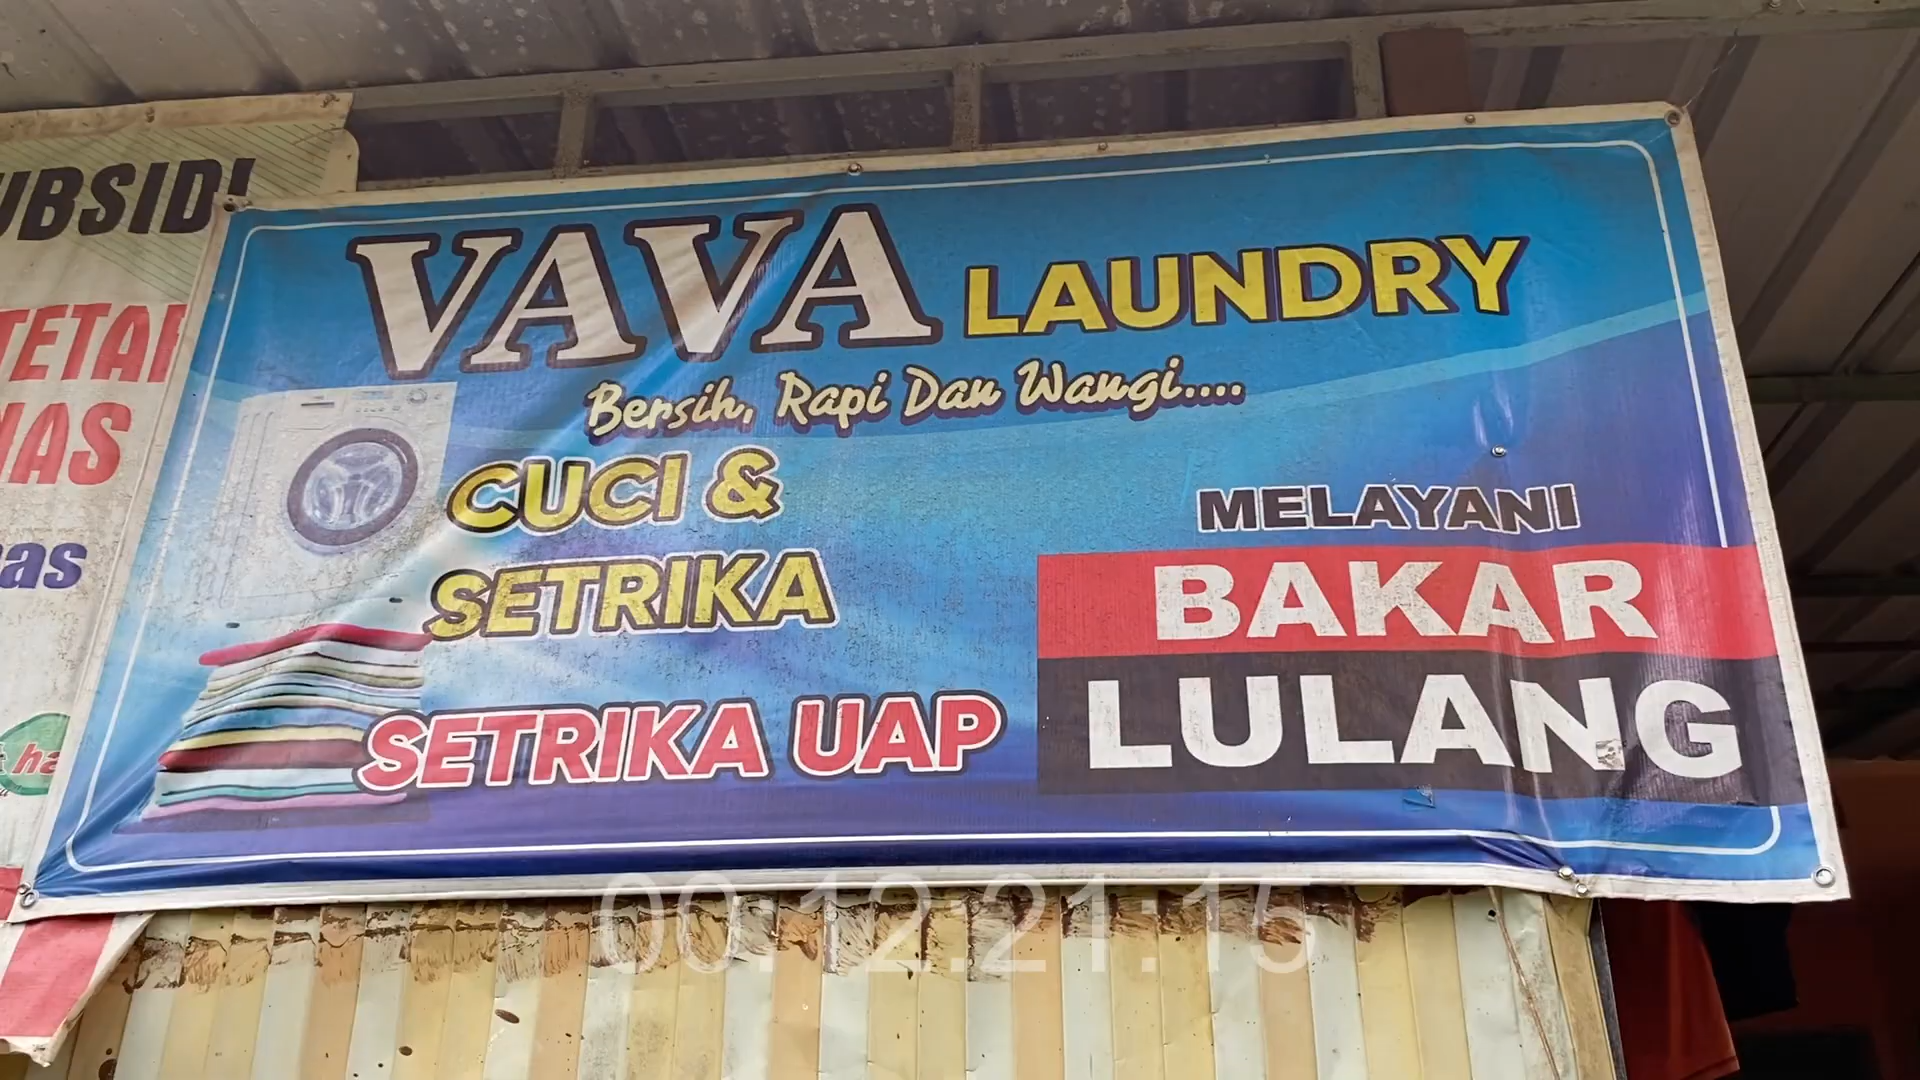 UBSIDI
TETAP
NAS
as
VAVA LAUNDRY
Bersih, Rapi Dan Wangi....
CUCI &
SETRIKA
SETRIKA UAP
MELAYANI
BAKAR
LULANG
00:12:21:15